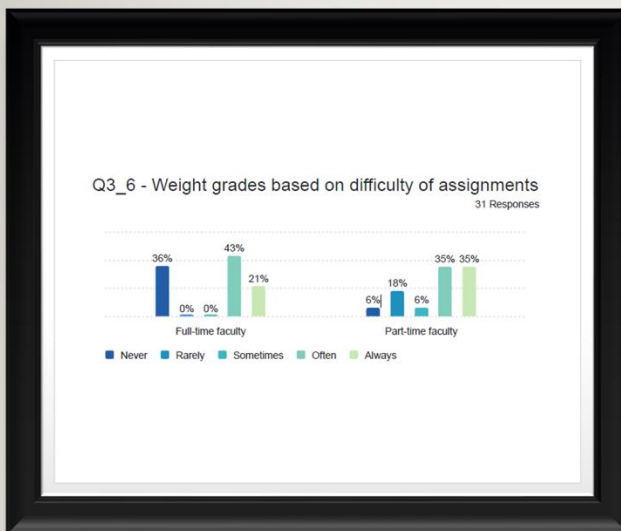 Q3_6 - Weight grades based on difficulty of assignments
31 Responses
36% 0% 0% 43% 21% 6% 18% 6% 35% 35%
Full-time faculty Part-time faculty
Never Rarely Sometimes Often Always